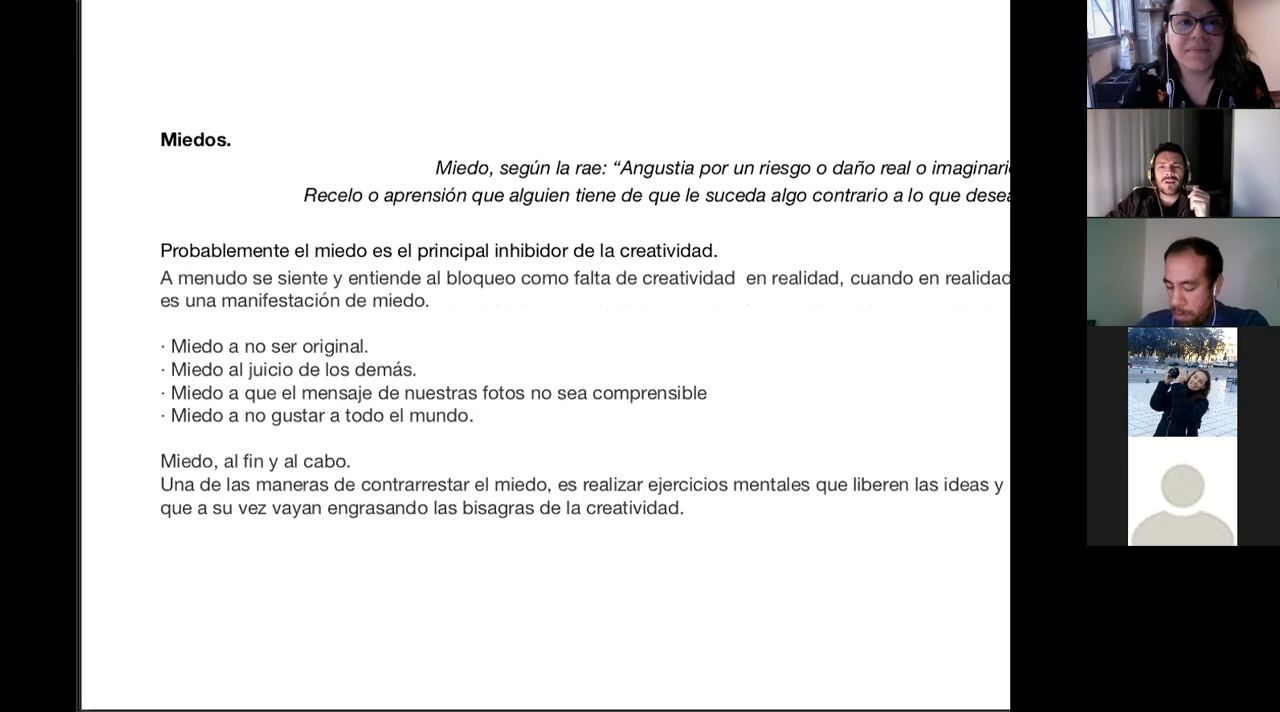 Miedos.
Miedo, según la rae: “Angustia por un riesgo o daño real o imaginario
Recelo o aprensión que alguien tiene de que le suceda algo contrario a lo que desea
Probablemente el miedo es el principal inhibidor de la creatividad.
A menudo se siente y entiende al bloqueo como falta de creatividad  en realidad, cuando en realidad
es una manifestación de miedo.
· Miedo a no ser original.
· Miedo al juicio de los demás.
· Miedo a que el mensaje de nuestras fotos no sea comprensible
· Miedo a no gustar a todo el mundo.
Miedo, al fin y al cabo.
Una de las maneras de contrarrestar el miedo, es realizar ejercicios mentales que liberen las ideas y
que a su vez vayan engrasando las bisagras de la creatividad.